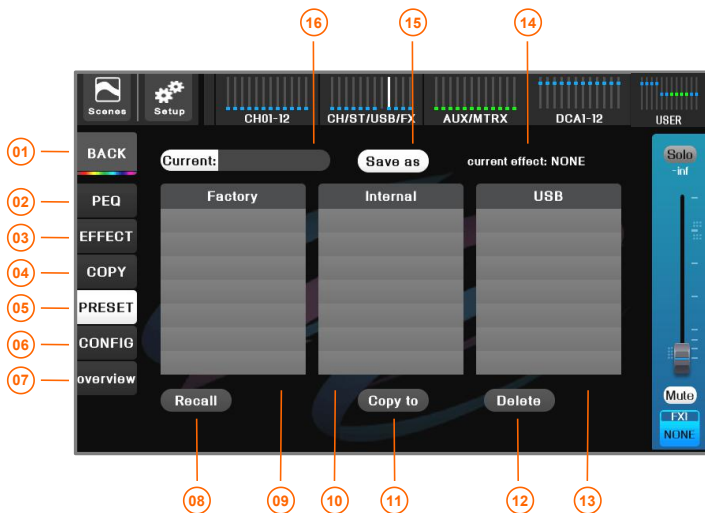 16 15 14
Scenes Setup CH01-12 CH/ST/USB/FX AUX/MTRX DCA1-12 USER
01 BACK Current: Save as current effect: NONE Solo
-inf
02 PEQ Factory Internal USB
03 EFFECT
04 COPY
05 PRESET
06 CONFIG
07 overview
Recall Copy to Delete Mute
FX1
NONE
08 09 10 11 12 13